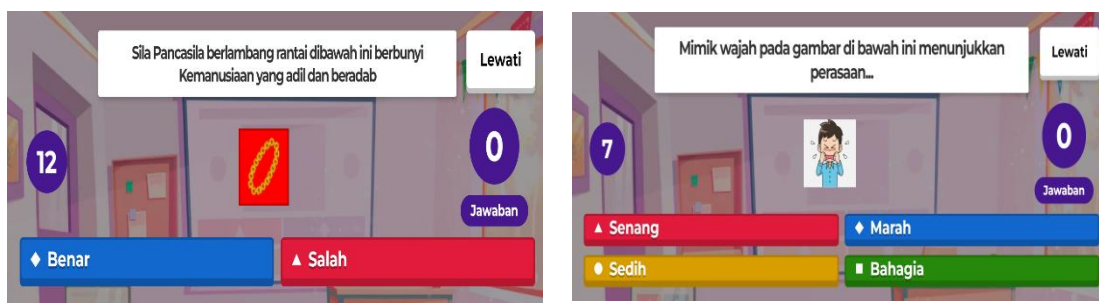 Sila Pancasila berlambang rantai dibawah ini berbunyi
Kemanusiaan yang adil dan beradab
Lewati
12
0
Jawaban
Benar
Salah
Mimik wajah pada gambar di bawah ini menunjukkan
perasaan...
Lewati
7
0
Jawaban
Senang
Marah
Sedih
Bahagia